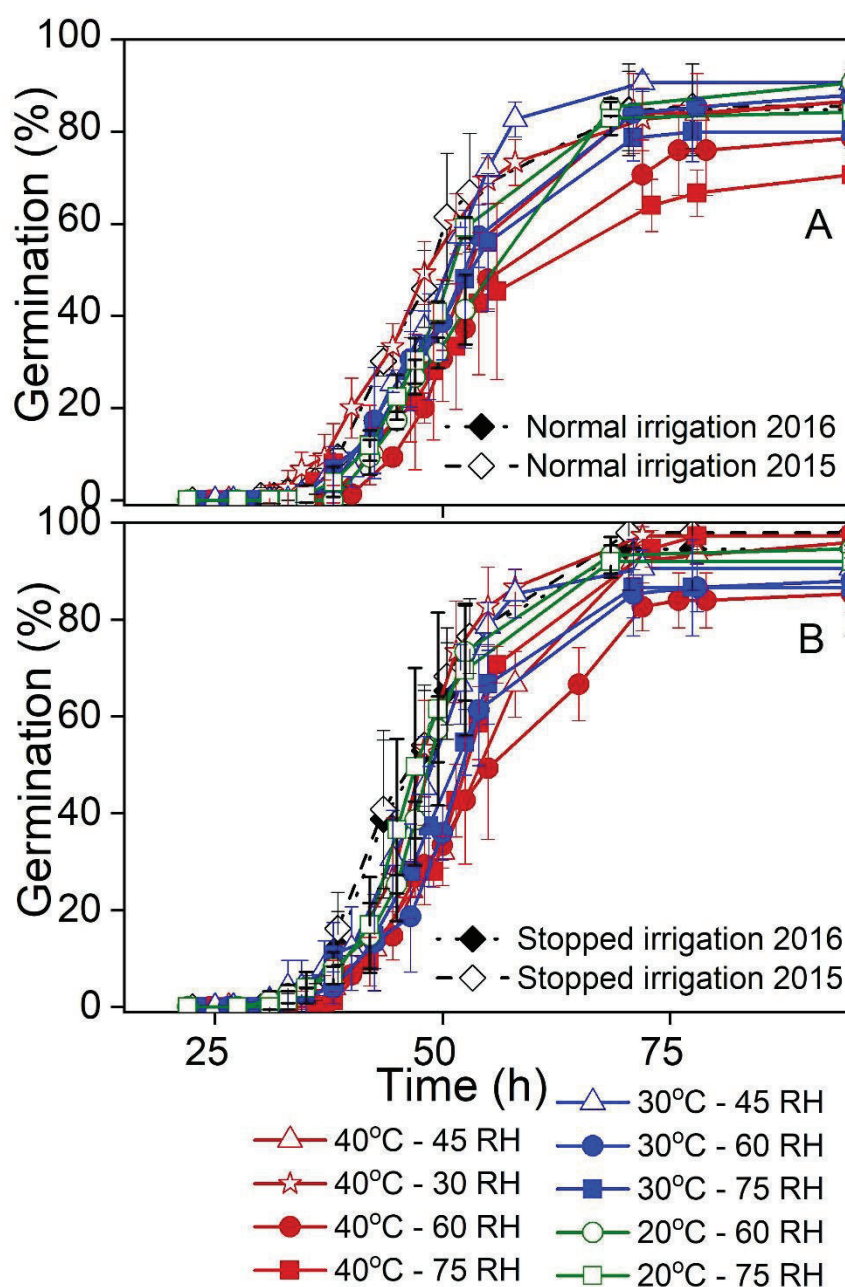 100
80
60
40
20
0
Germination (%)
A
Normal irrigation 2016
Normal irrigation 2015
100
80
60
40
20
0
Germination (%)
B
Stopped irrigation 2016
Stopped irrigation 2015
25 50 75
Time (h)
40°C - 45 RH
40°C - 30 RH
40°C - 60 RH
40°C - 75 RH
30°C - 45 RH
30°C - 60 RH
30°C - 75 RH
20°C - 60 RH
20°C - 75 RH